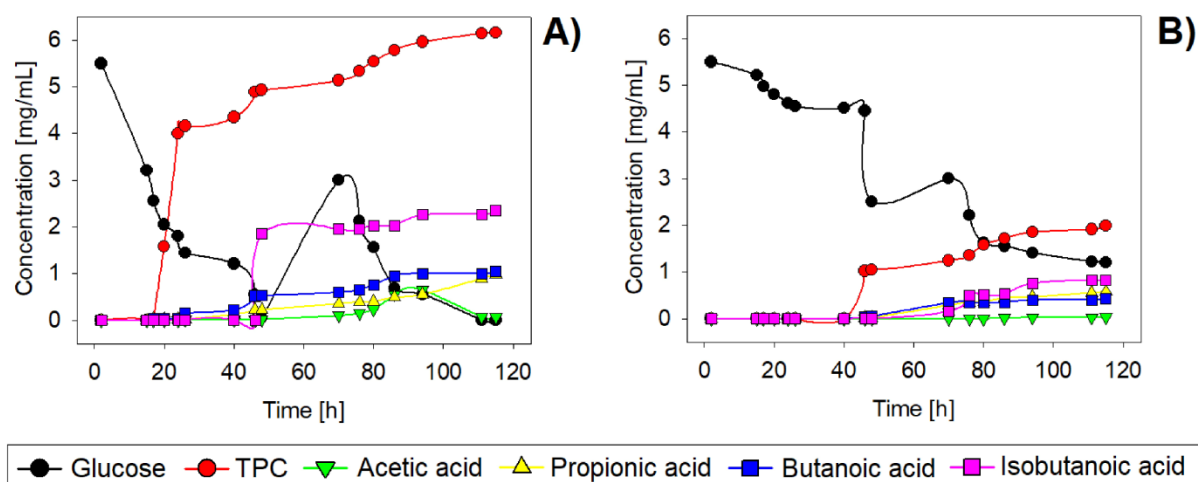 A)
Concentration [mg/mL]
6
5
4
3
2
1
0
0 20 40 60 80 100 120
Time [h]
B)
Concentration [mg/mL]
6
5
4
3
2
1
0
0 20 40 60 80 100 120
Time [h]
Glucose TPC Acetic acid Propionic acid Butanoic acid Isobutanoic acid